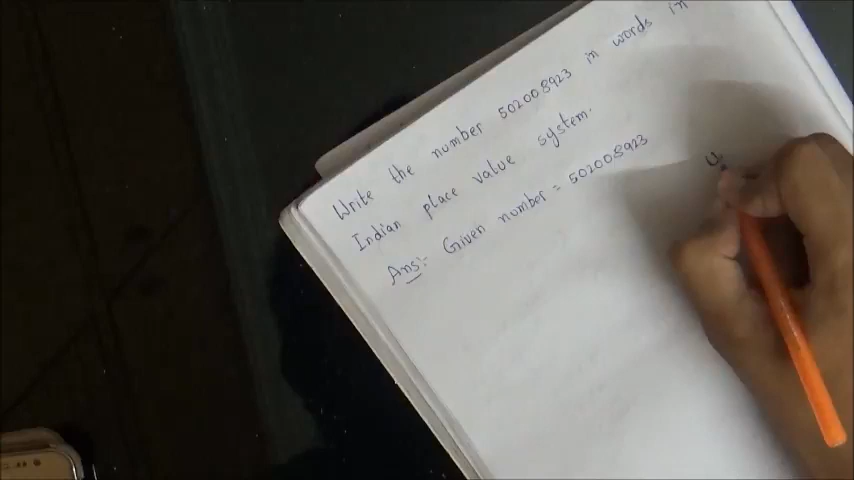 Write the number 502008923 in words in
Indian place value system.
Ans:- Given number = 502008923
U